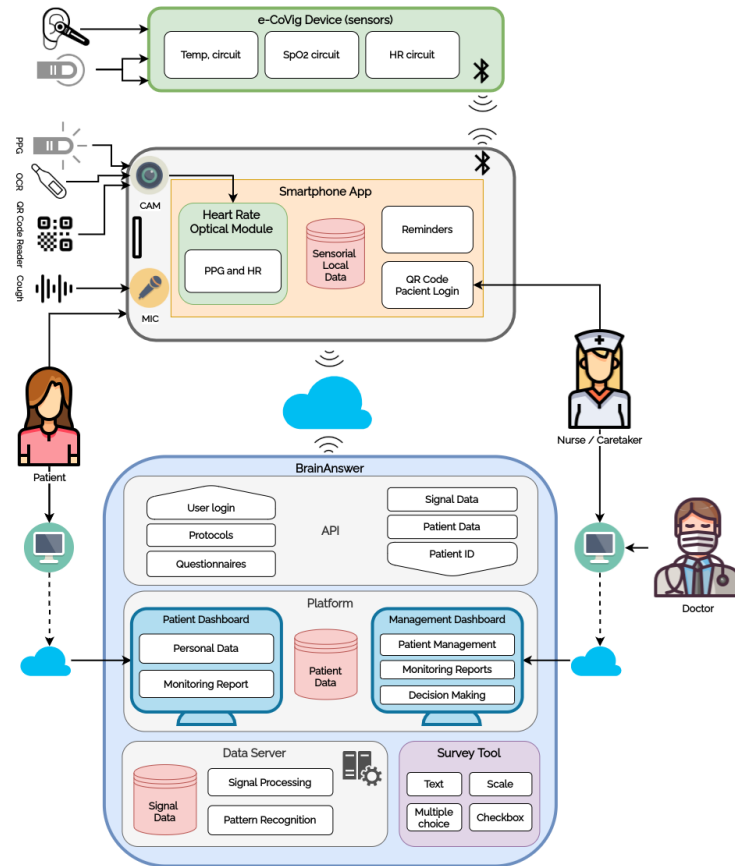 e-CoVig Device (sensors)
Temp, circuit
SpO2 circuit
HR circuit
PPG
OCR
QR Code Reader
Cough
CAM
MIC
Smartphone App
Heart Rate
Optical Module
PPG and HR
Sensorial
Local
Data
Reminders
QR Code
Pacient Login
Patient
Nurse / Caretaker
Doctor
BrainAnswer
API
User login
Protocols
Questionnaires
Signal Data
Patient Data
Patient ID
Platform
Patient Dashboard
Personal Data
Monitoring Report
Patient
Data
Management Dashboard
Patient Management
Monitoring Reports
Decision Making
Data Server
Signal
Data
Signal Processing
Pattern Recognition
Survey Tool
Text
Scale
Multiple
choice
Checkbox